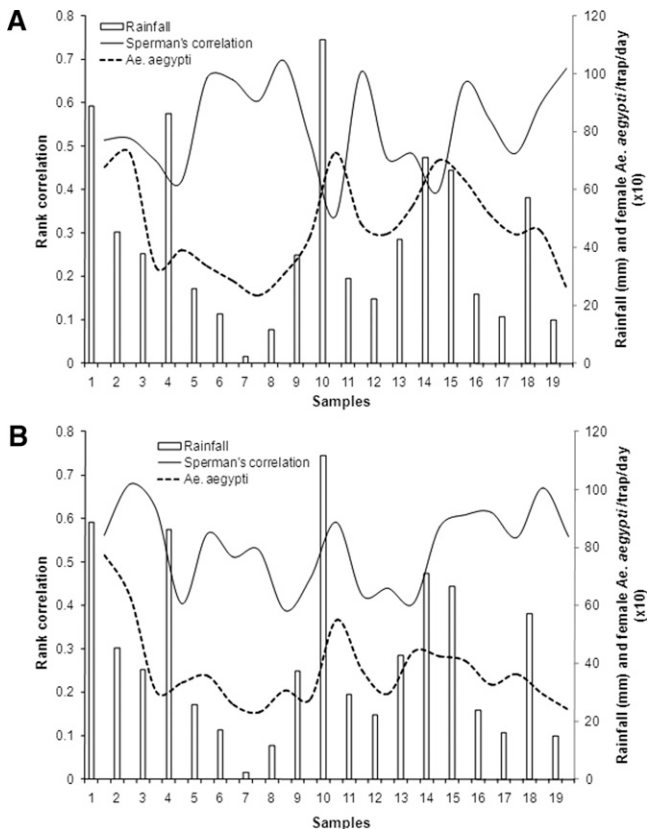 A
Rainfall
Sperman's correlation
Ae. aegypti
Rank correlation
0.8
0.7
0.6
0.5
0.4
0.3
0.2
0.1
0
120
100
80
60
40
20
0
Rainfall (mm) and female Ae. aegypti/trap/day
(x10)
1 2 3 4 5 6 7 8 9 10 11 12 13 14 15 16 17 18 19
Samples
B
Rainfall
Sperman's correlation
Ae. aegypti
Rank correlation
0.8
0.7
0.6
0.5
0.4
0.3
0.2
0.1
0
120
100
80
60
40
20
0
Rainfall (mm) and female Ae. aegypti/trap/day
(x10)
1 2 3 4 5 6 7 8 9 10 11 12 13 14 15 16 17 18 19
Samples